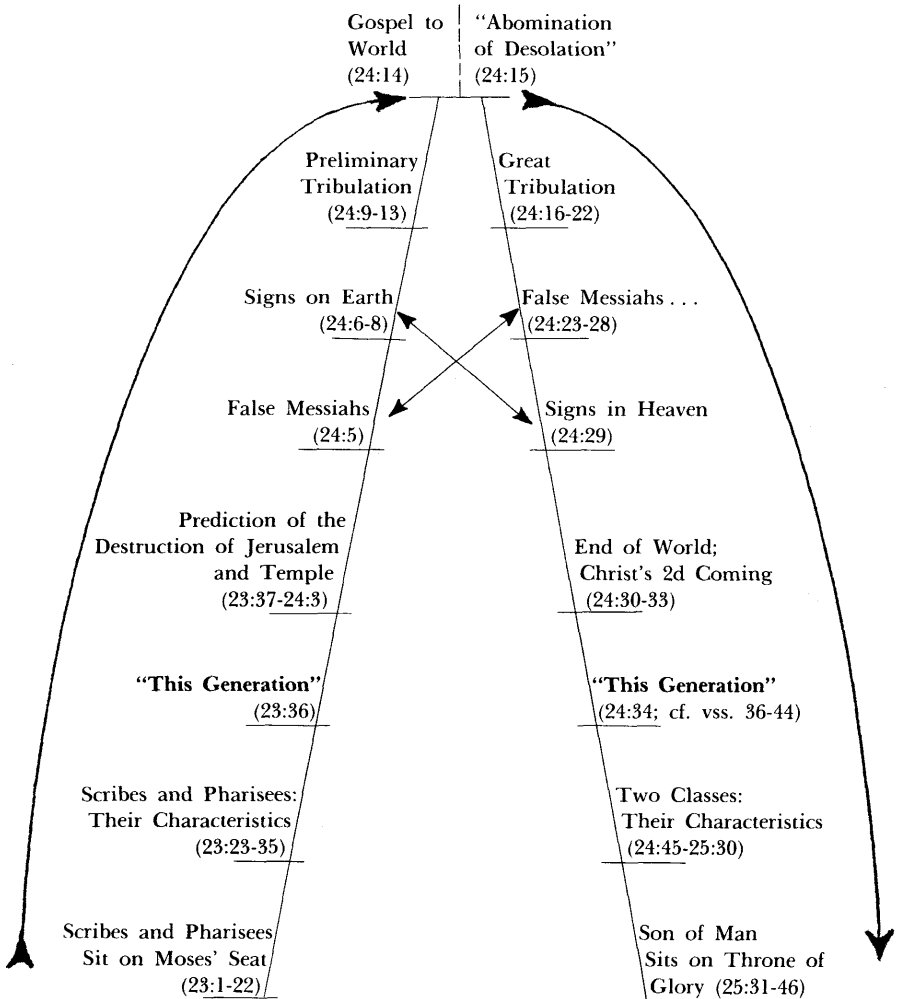 Gospel to
World
(24:14)
“Abomination
of Desolation”
(24:15)
Preliminary
Tribulation
(24:9-13)
Great
Tribulation
(24:16-22)
Signs on Earth
(24:6-8)
False Messiahs . . .
(24:23-28)
False Messiahs
(24:5)
Signs in Heaven
(24:29)
Prediction of the
Destruction of Jerusalem
and Temple
(23:37-24:3)
End of World;
Christ’s 2d Coming
(24:30-33)
“This Generation”
(23:36)
“This Generation”
(24:34; cf. vss. 36-44)
Scribes and Pharisees:
Their Characteristics
(23:23-35)
Two Classes:
Their Characteristics
(24:45-25:30)
Scribes and Pharisees
Sit on Moses’ Seat
(23:1-22)
Son of Man
Sits on Throne of
Glory (25:31-46)